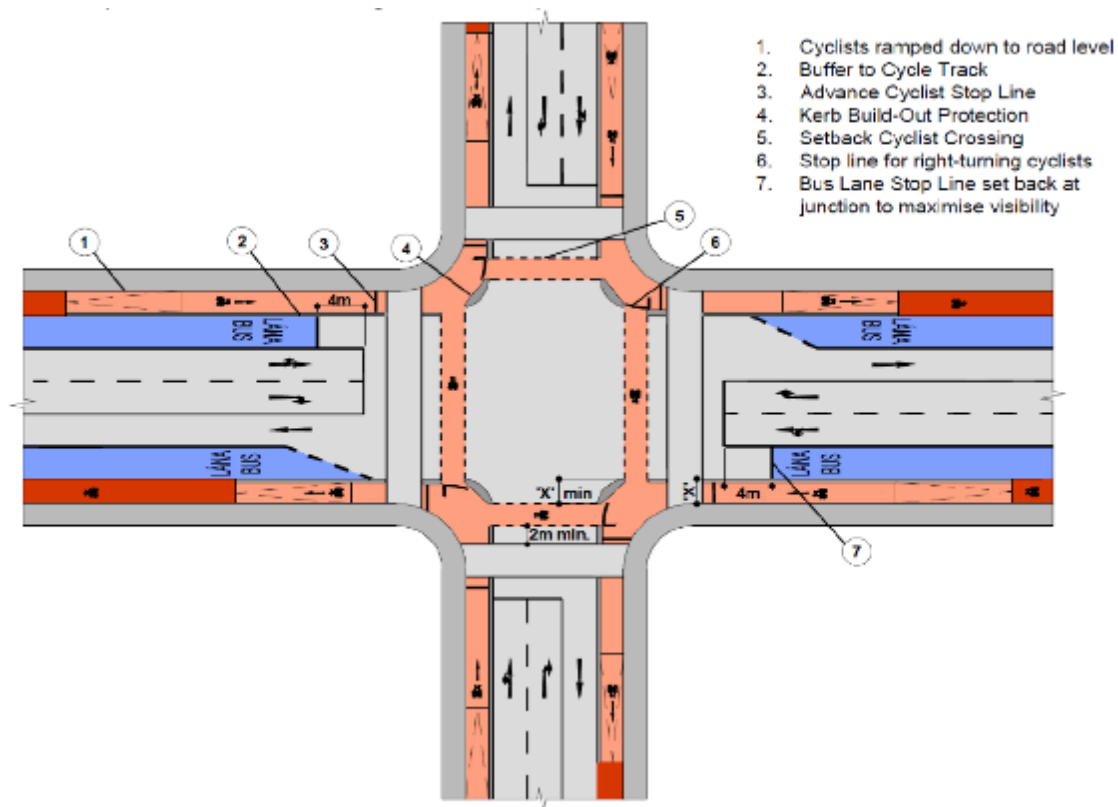 1. Cyclists ramped down to road level
2. Buffer to Cycle Track
3. Advance Cyclist Stop Line
4. Kerb Build-Out Protection
5. Setback Cyclist Crossing
6. Stop line for right-turning cyclists
7. Bus Lane Stop Line set back at
junction to maximise visibility
5
6
1
2
3
4
4m
LÁNA
BUS
LÁNA
BUS
LÁNA
BUS
LÁNA
BUS
'X' min
'X'
4m
2m min.
7